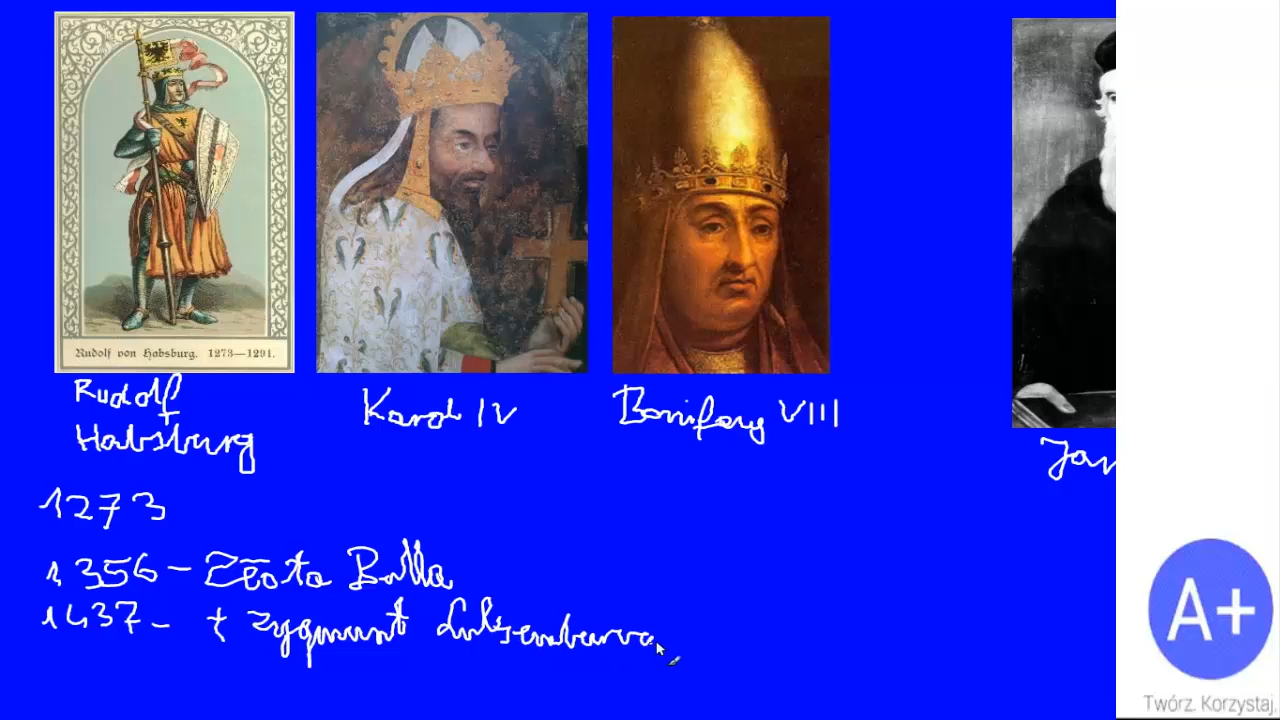 Rudolf von Habsburg. 1273—1291.
Rudolf
Habsburg
Karol IV
Bonifacy VIII
Jan
1273
1356 - Złota Bulla
1437 - † Zygmunt
A+
Twórz. Korzystaj.